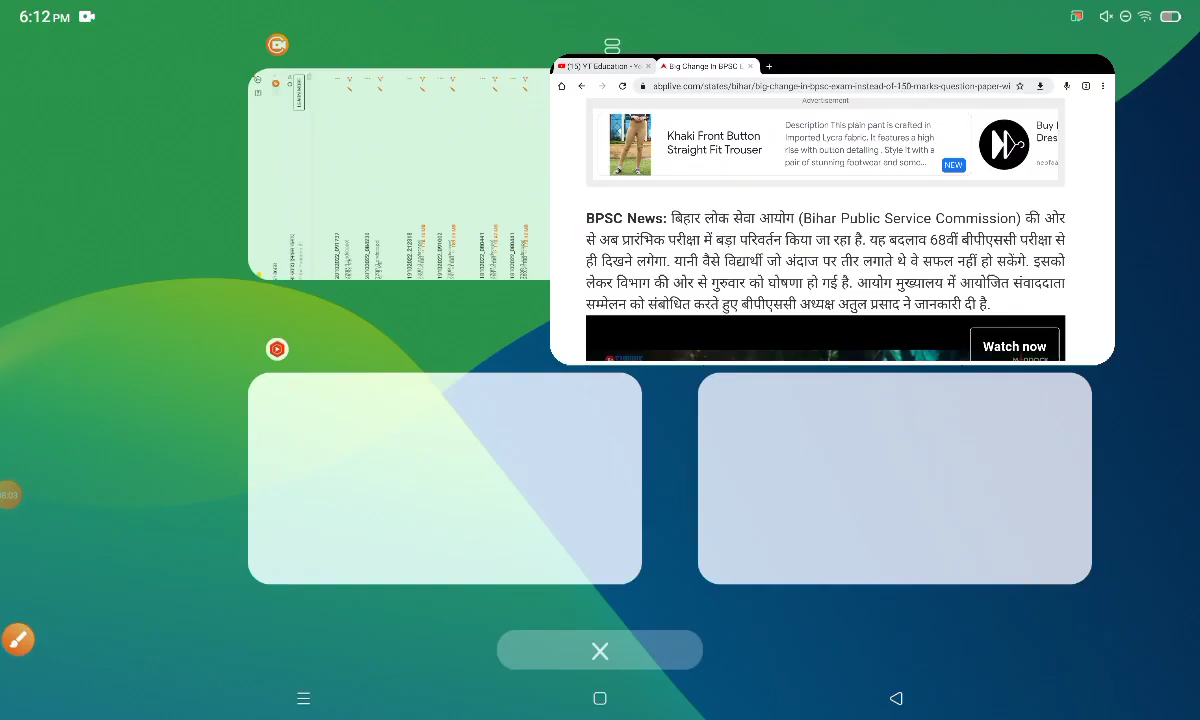 6:12 PM
(15) YT Education - Yo
Big Change In BPSC E
abplive.com/states/bihar/big-change-in-bpsc-exam-instead-of-150-marks-question-paper-wi
Advertisement
Khaki Front Button
Straight Fit Trouser
Description This plain pant is crafted in
Imported Lycra fabric. It features a high
rise with button detailing . Style it with a
pair of stunning footwear and some...
NEW
Buy
Dres
BPSC News: बिहार लोक सेवा आयोग (Bihar Public Service Commission) की ओर
से अब प्रारंभिक परीक्षा में बड़ा परिवर्तन किया जा रहा है. यह बदलाव 68वीं बीपीएससी परीक्षा से
ही दिखने लगेगा. यानी वैसे विद्यार्थी जो अंदाज पर तीर लगाते थे वे सफल नहीं हो सकेंगे. इसको
लेकर विभाग की ओर से गुरुवार को घोषणा हो गई है. आयोग मुख्यालय में आयोजित संवाददाता
सम्मेलन को संबोधित करते हुए बीपीएससी अध्यक्ष अतुल प्रसाद ने जानकारी दी है.
Watch now